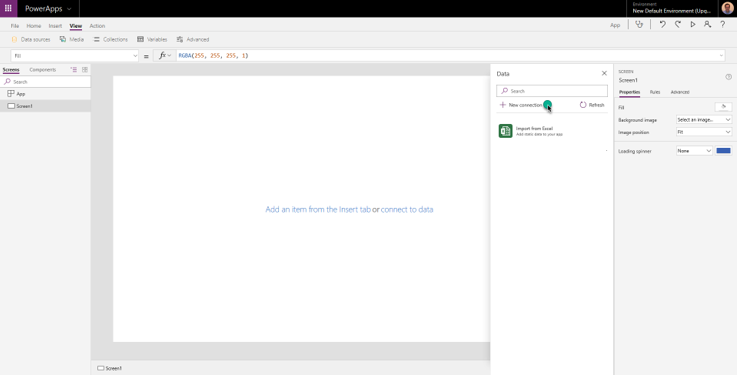 PowerApps
Environment
New Default Environment (Upg...
File Home Insert View Action
App
Data sources Media Collections Variables Advanced
Fill = fx RGBA(255, 255, 255, 1)
Screens Components
Search
App
Screen1
Add an item from the Insert tab or connect to data
Screen1
Data
Search
New connection Refresh
Import from Excel
Add static data to your app
SCREEN
Screen1
Properties Rules Advanced
Fill
Background image Select an image...
Image position Fit
Loading spinner None